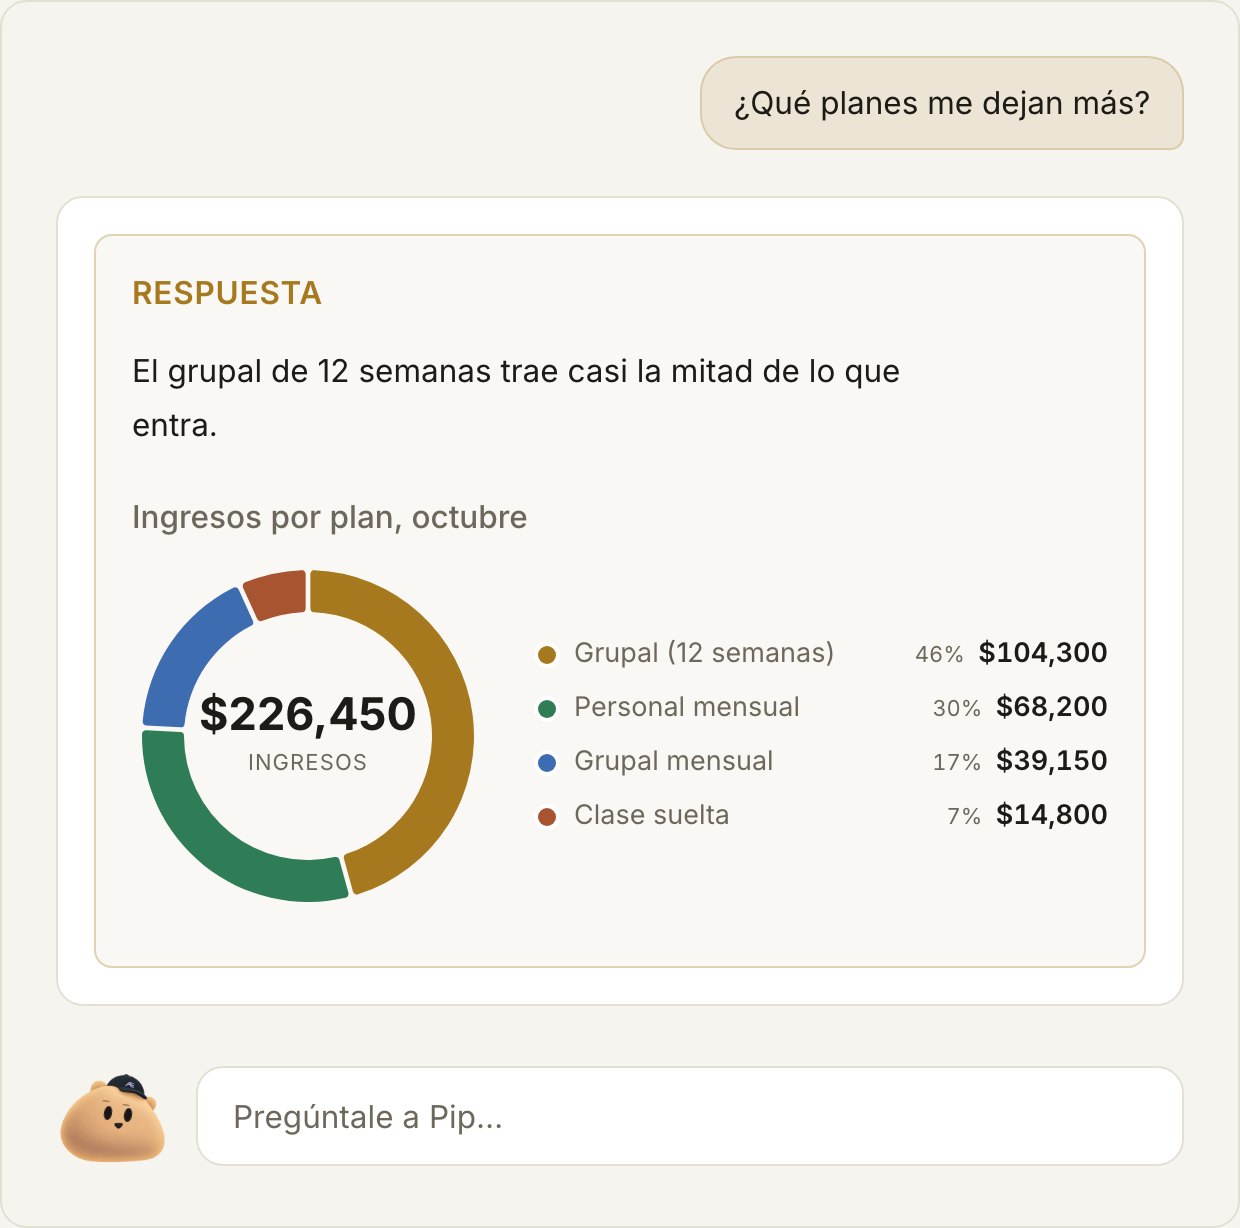 ¿Qué planes me dejan más?
RESPUESTA
El grupal de 12 semanas trae casi la mitad de lo que
entra.
Ingresos por plan, octubre
$226,450
INGRESOS
Grupal (12 semanas) 46% $104,300
Personal mensual 30% $68,200
Grupal mensual 17% $39,150
Clase suelta 7% $14,800
Pregúntale a Pip...